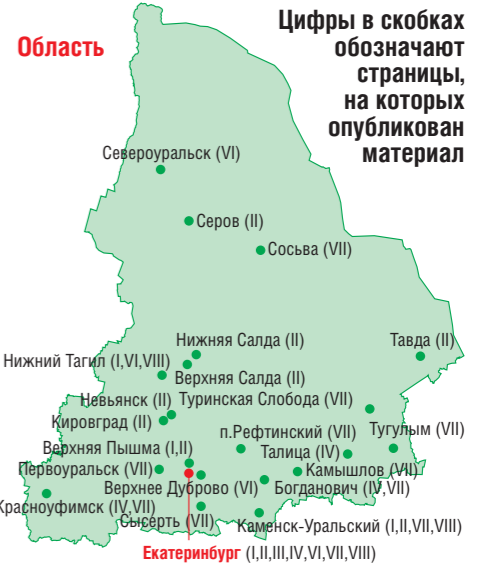 Область
Цифры в скобках
обозначают
страницы,
на которых
опубликован
материал
Североуральск (VI)
Серов (II)
Сосьва (VII)
Нижняя Салда (II)
Тавда (II)
Нижний Тагил (I,VI,VIII)
Верхняя Салда (II)
Невьянск (II)
Туринская Слобода (VII)
Кировград (II)
п.Рефтинский (VII)
Тугулым (VII)
Верхняя Пышма (I,II)
Талица (IV)
Первоуральск (VII)
Камышлов (VII)
Верхнее Дуброво (VI)
Богданович (IV,VII)
Красноуфимск (IV,VII)
Сысерть (VII)
Каменск-Уральский (I,II,VII,VIII)
Екатеринбург (I,II,III,IV,VI,VII,VIII)